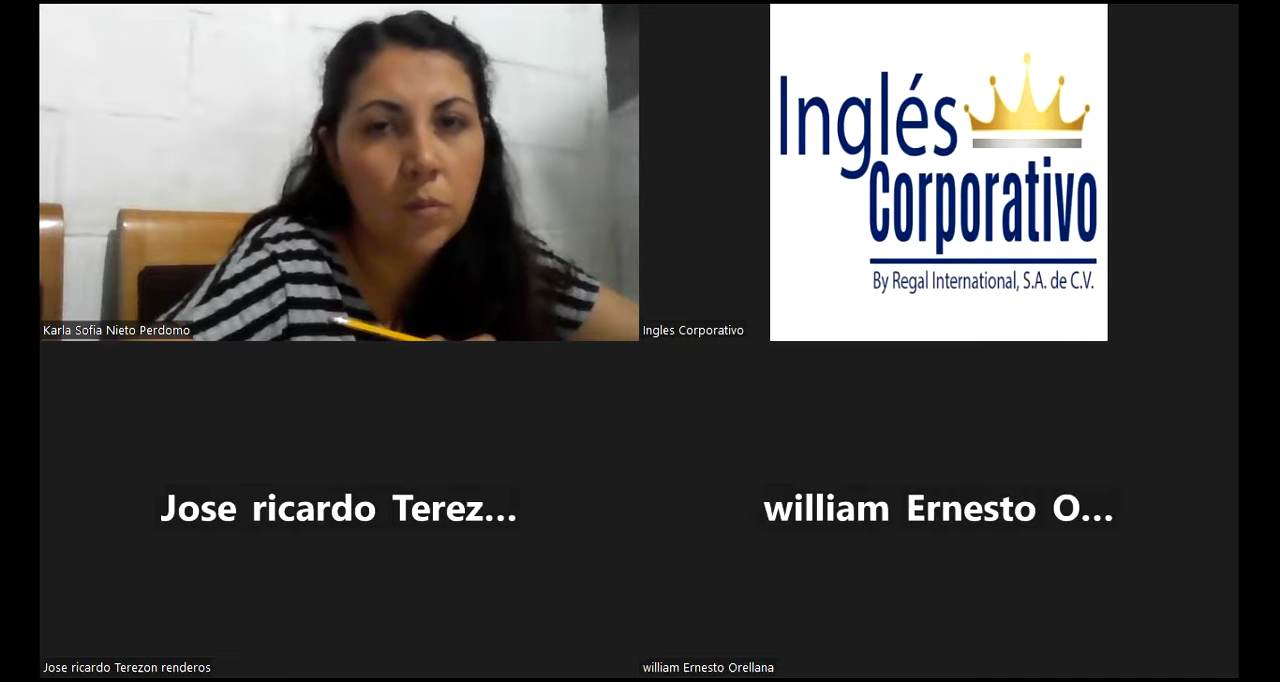 Inglés
Corporativo
By Regal International, S.A. de C.V.
Karla Sofia Nieto Perdomo
Ingles Corporativo
Jose ricardo Terez...
william Ernesto O...
Jose ricardo Terezon renderos
william Ernesto Orellana